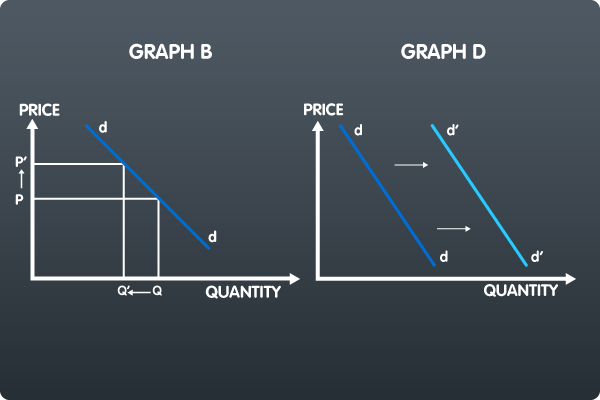 GRAPH B
PRICE
d
P'
P
d
Q' Q
QUANTITY
GRAPH D
PRICE
d
d'
d
d'
QUANTITY